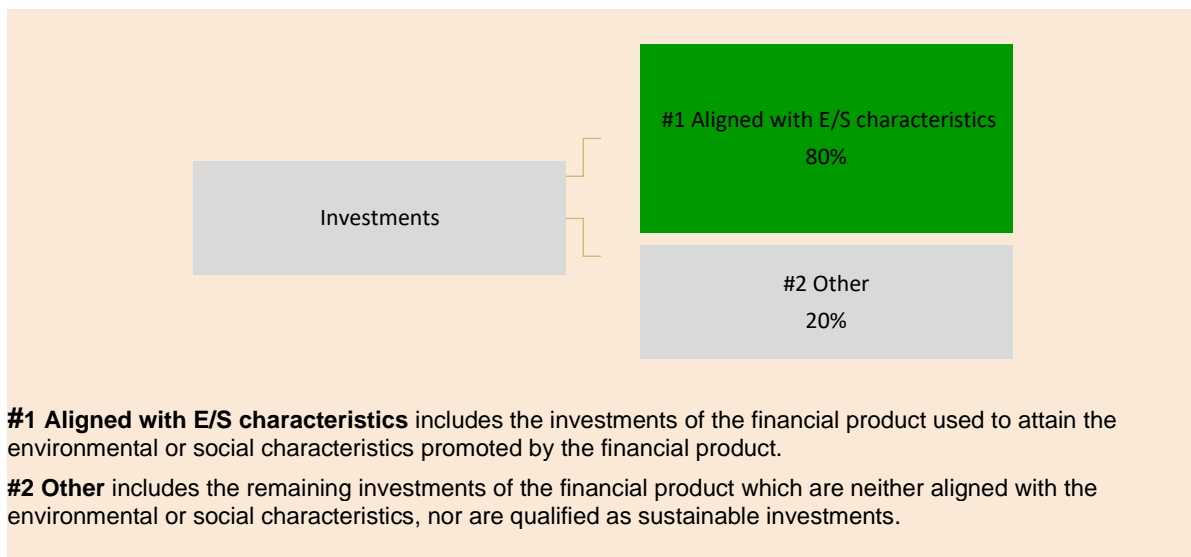 #1 Aligned with E/S characteristics
80%
Investments
#2 Other
20%
#1 Aligned with E/S characteristics includes the investments of the financial product used to attain the
environmental or social characteristics promoted by the financial product.
#2 Other includes the remaining investments of the financial product which are neither aligned with the
environmental or social characteristics, nor are qualified as sustainable investments.